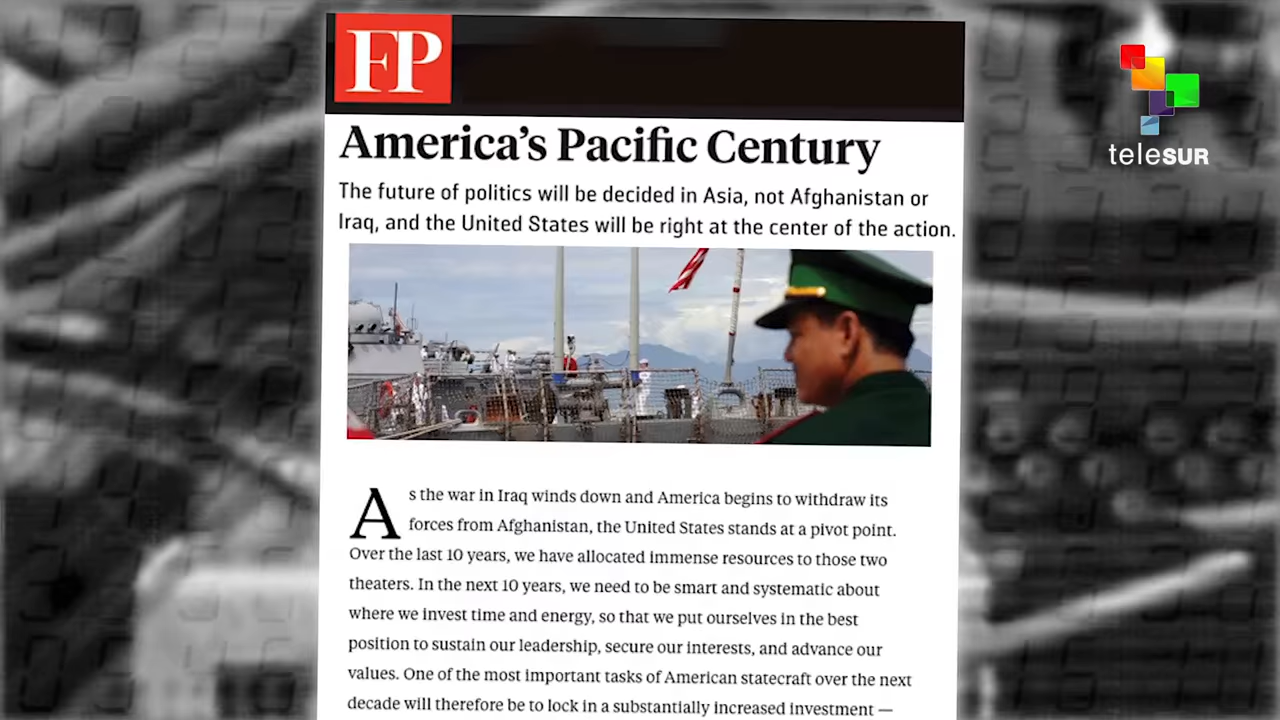 FP
teleSUR
America's Pacific Century
The future of politics will be decided in Asia, not Afghanistan or
Iraq, and the United States will be right at the center of the action.
As the war in Iraq winds down and America begins to withdraw its
forces from Afghanistan, the United States stands at a pivot point.
Over the last 10 years, we have allocated immense resources to those two
theaters. In the next 10 years, we need to be smart and systematic about
where we invest time and energy, so that we put ourselves in the best
position to sustain our leadership, secure our interests, and advance our
values. One of the most important tasks of American statecraft over the next
decade will therefore be to lock in a substantially increased investment —